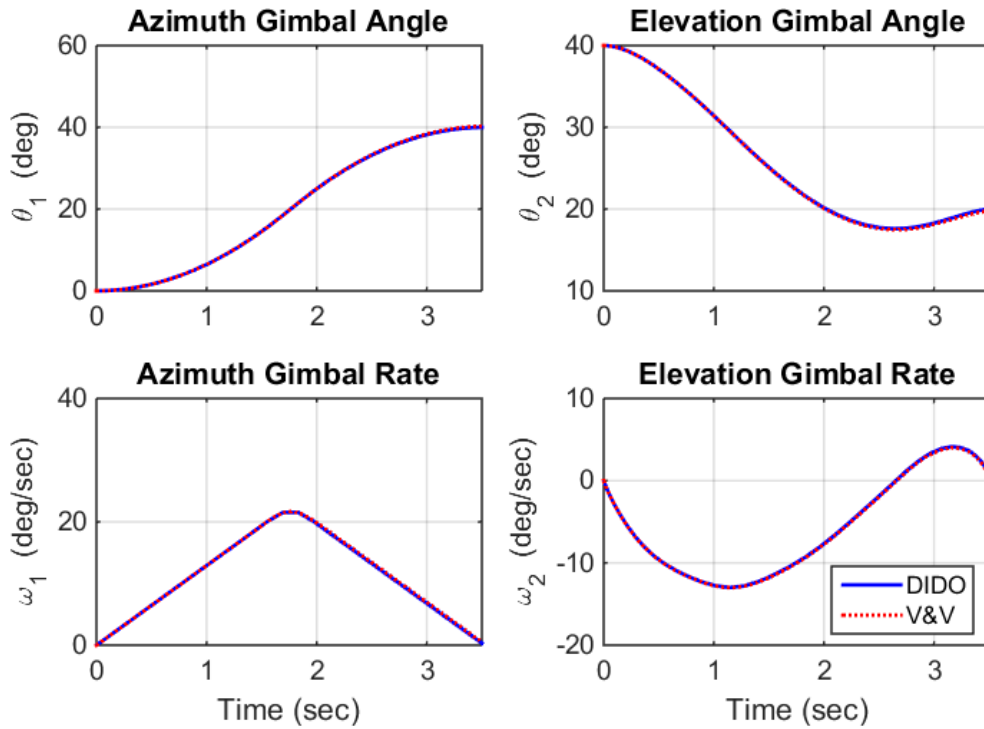 Azimuth Gimbal Angle
60
40
20
0
θ1 (deg)
0 1 2 3
Elevation Gimbal Angle
40
30
20
10
θ2 (deg)
0 1 2 3
Azimuth Gimbal Rate
40
20
0
ω1 (deg/sec)
0 1 2 3
Time (sec)
Elevation Gimbal Rate
10
0
-10
-20
ω2 (deg/sec)
DIDO
V&V
0 1 2 3
Time (sec)